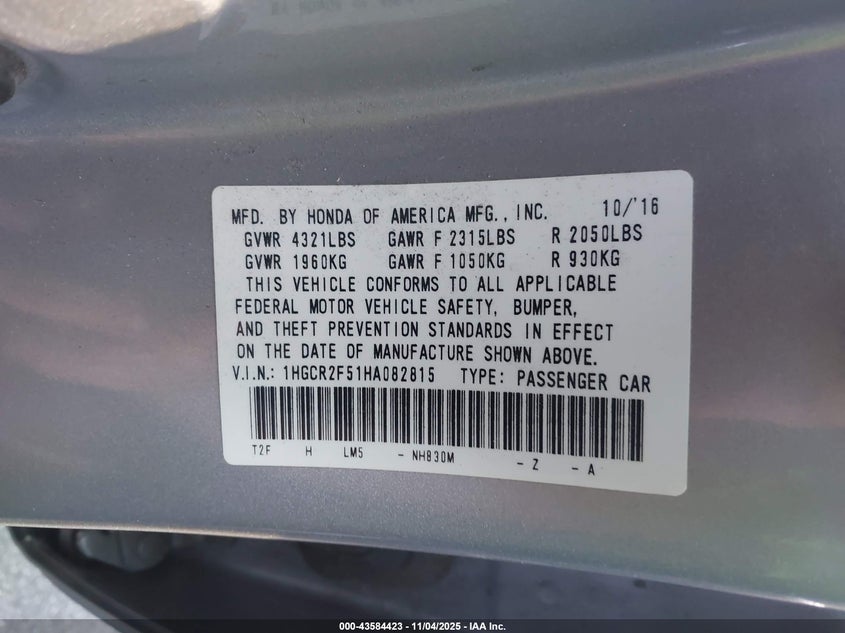 MFD. BY HONDA OF AMERICA MFG., INC. 10/'16
GVWR 4321LBS GAWR F 2315LBS R 2050LBS
GVWR 1960KG GAWR F 1050KG R 930KG
THIS VEHICLE CONFORMS TO ALL APPLICABLE
FEDERAL MOTOR VEHICLE SAFETY, BUMPER,
AND THEFT PREVENTION STANDARDS IN EFFECT
ON THE DATE OF MANUFACTURE SHOWN ABOVE.
V.I.N.: 1HGCR2F51HA082815 TYPE: PASSENGER CAR
T2F H LM5 - NH830M - Z - A
000-43584423 - 11/04/2025 - IAA Inc.